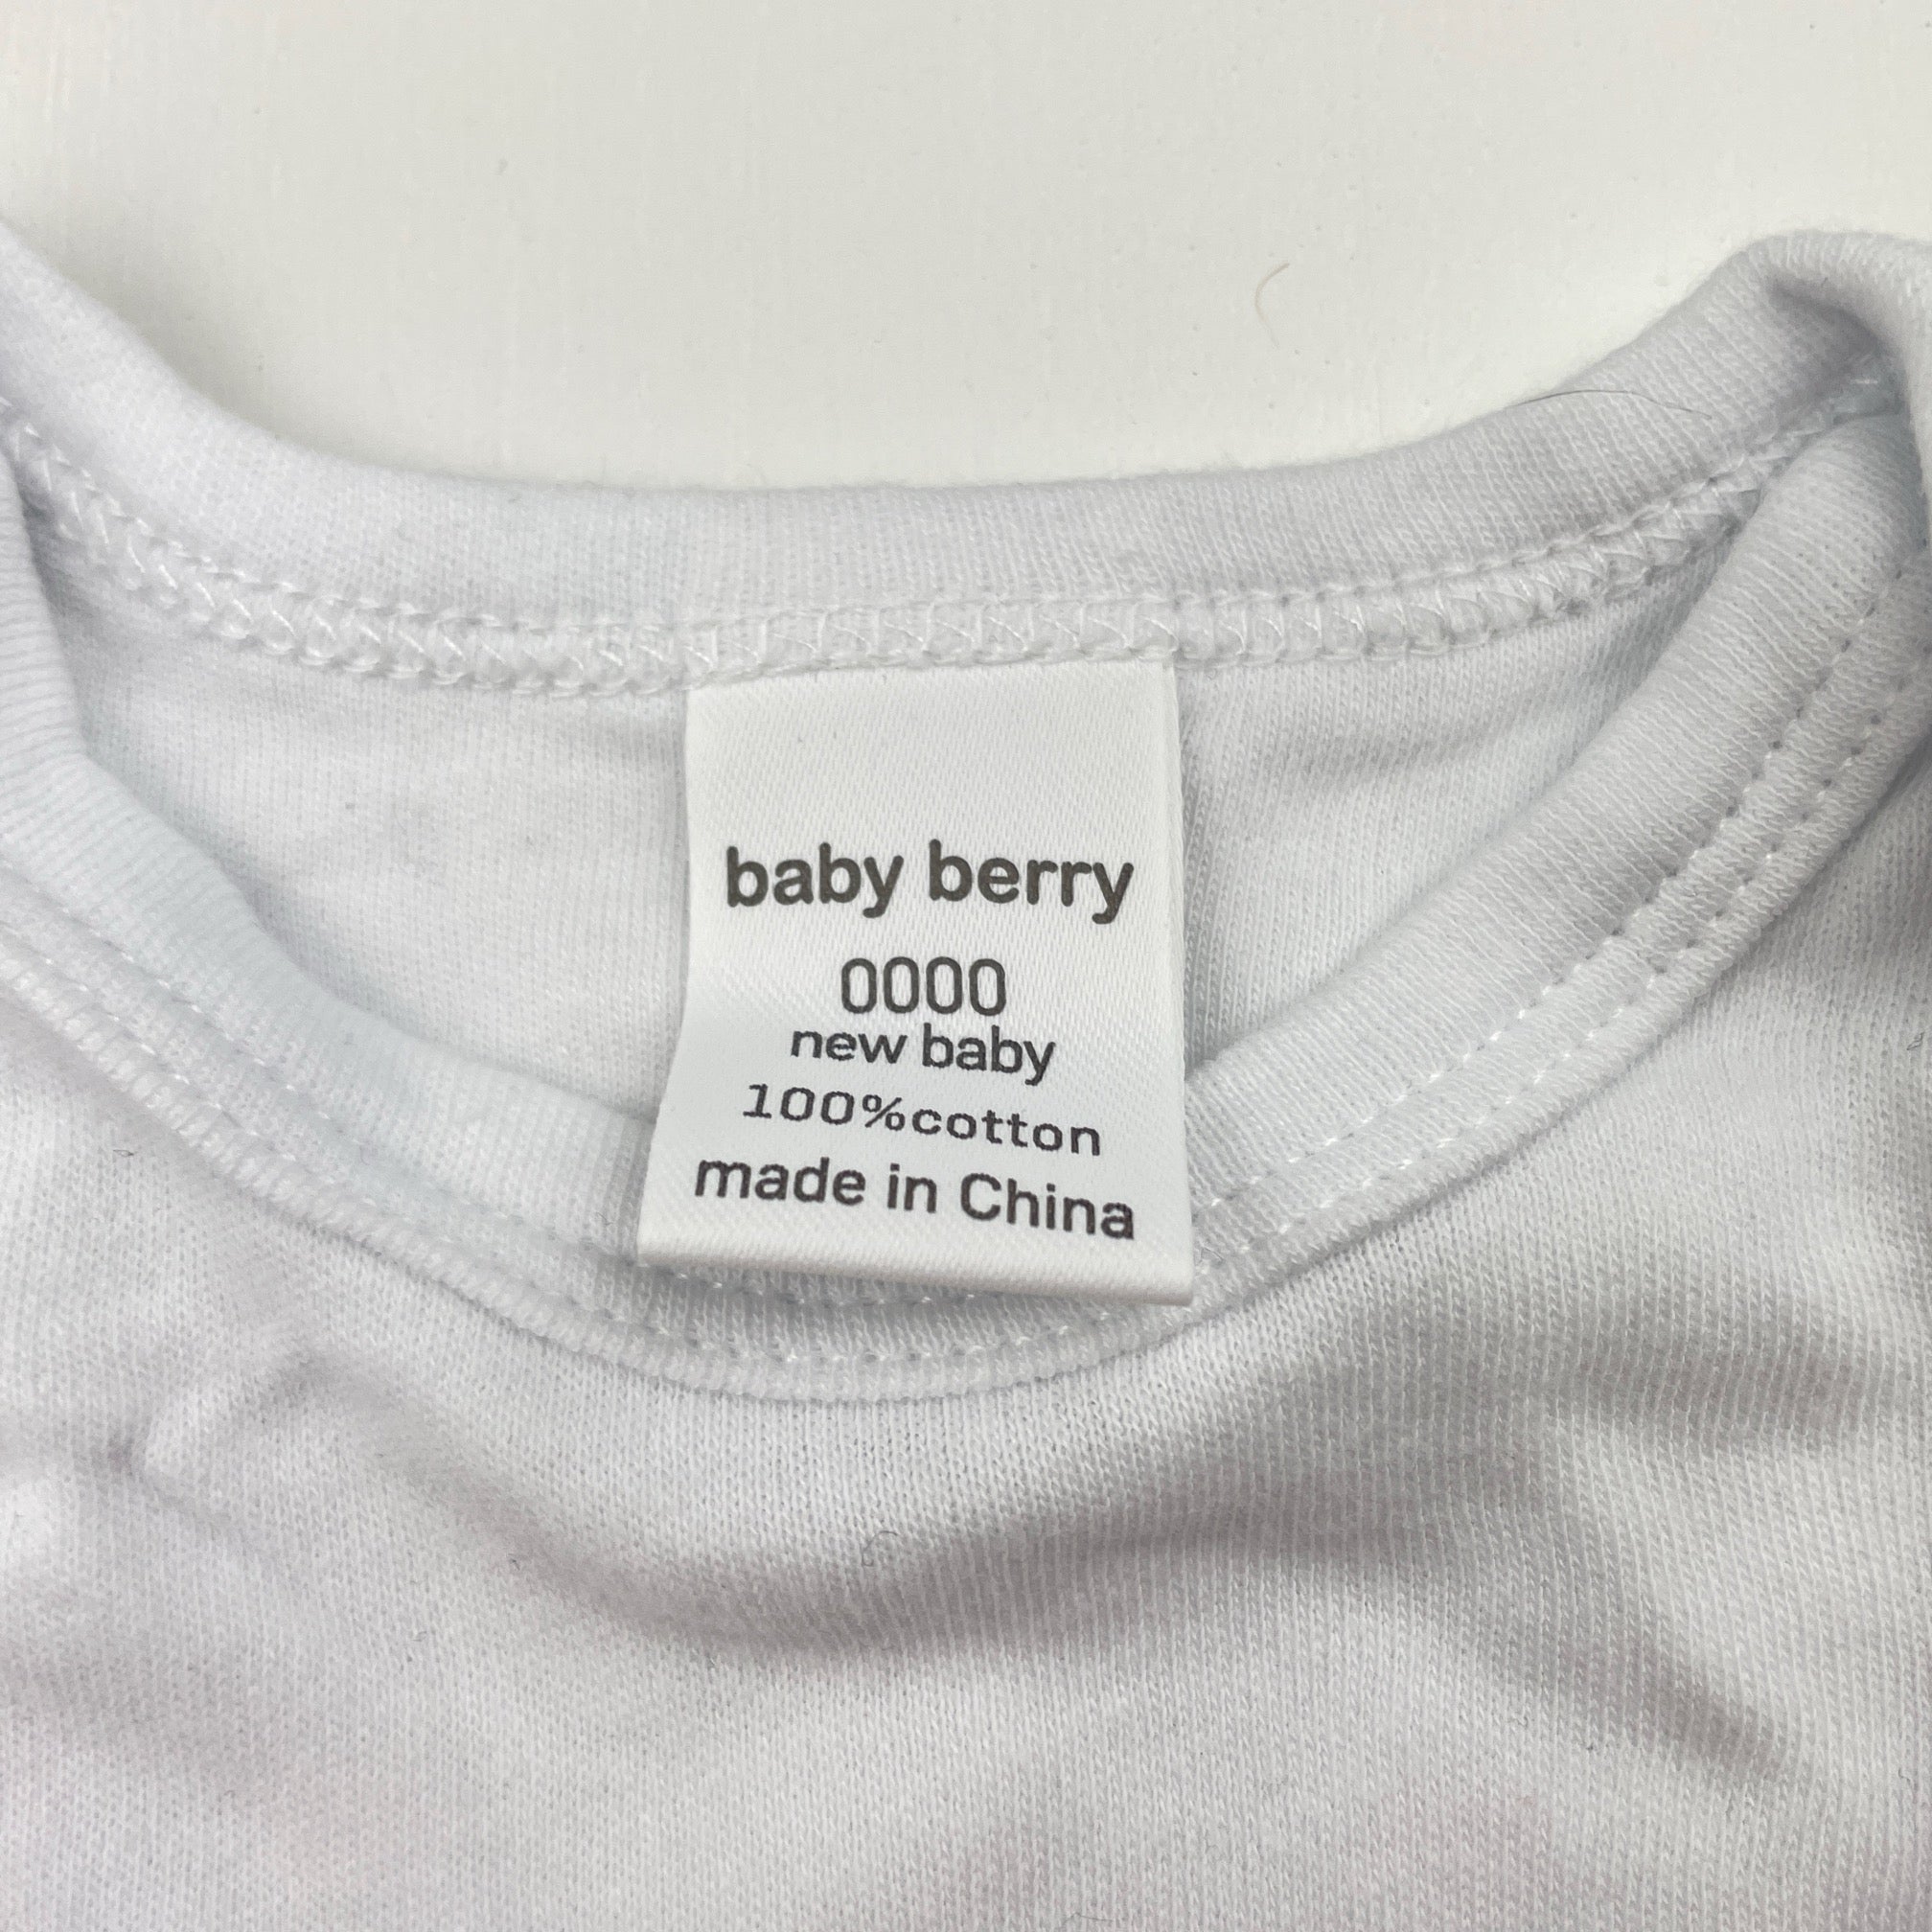 baby berry
0000
new baby
100%cotton
made in China